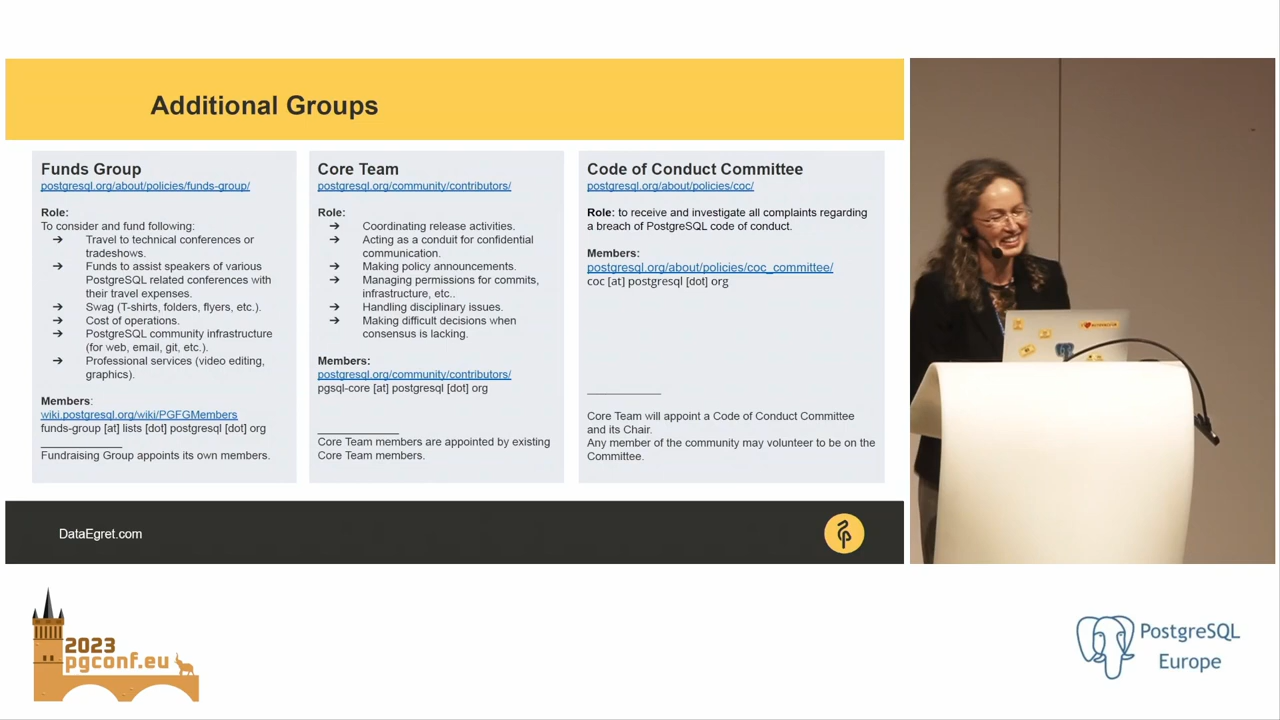 Additional Groups
Funds Group
postgresql.org/about/policies/funds-group/
Role:
To consider and fund following:
➔ Travel to technical conferences or
tradeshows.
➔ Funds to assist speakers of various
PostgreSQL related conferences with
their travel expenses.
➔ Swag (T-shirts, folders, flyers, etc.).
➔ Cost of operations.
➔ PostgreSQL community infrastructure
(for web, email, git, etc.).
➔ Professional services (video editing,
graphics).
Members:
wiki.postgresql.org/wiki/PGFGMembers
funds-group [at] lists [dot] postgresql [dot] org
Fundraising Group appoints its own members.
Core Team
postgresql.org/community/contributors/
Role:
➔ Coordinating release activities.
➔ Acting as a conduit for confidential
communication.
➔ Making policy announcements.
➔ Managing permissions for commits,
infrastructure, etc..
➔ Handling disciplinary issues.
➔ Making difficult decisions when
consensus is lacking.
Members:
postgresql.org/community/contributors/
pgsql-core [at] postgresql [dot] org
Core Team members are appointed by existing
Core Team members.
Code of Conduct Committee
postgresql.org/about/policies/coc/
Role: to receive and investigate all complaints regarding
a breach of PostgreSQL code of conduct.
Members:
postgresql.org/about/policies/coc_committee/
coc [at] postgresql [dot] org
Core Team will appoint a Code of Conduct Committee
and its Chair.
Any member of the community may volunteer to be on the
Committee.
DataEgret.com
2023
pgconf.eu
PostgreSQL
Europe